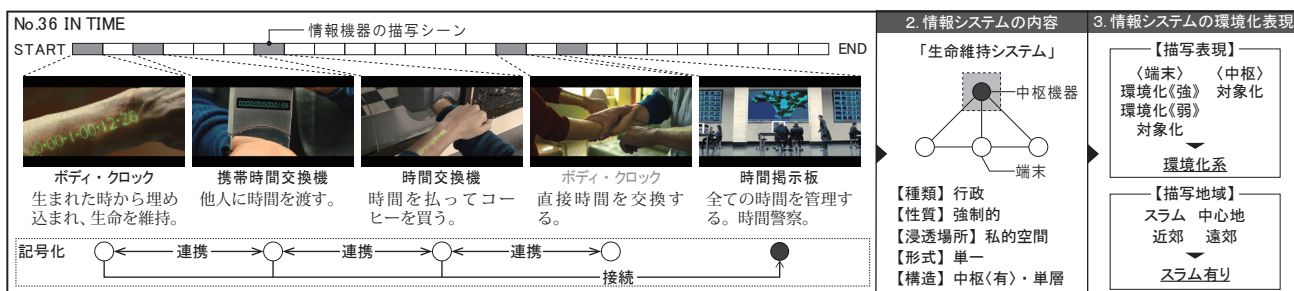 No.36 IN TIME
情報機器の描写シーン
START
END
00·00·1·00·12·26
0000:00:0:00:01:59
ボディ・クロック
生まれた時から埋め
込まれ、生命を維持。
携帯時間交換機
他人に時間を渡す。
時間交換機
時間を払ってコー
ヒーを買う。
ボディ・クロック
直接時間を交換す
る。
時間掲示板
全ての時間を管理す
る。時間警察。
記号化
連携
連携
連携
接続
2. 情報システムの内容
「生命維持システム」
中枢機器
端末
【種類】行政
【性質】強制的
【浸透場所】私的空間
【形式】単一
【構造】中枢〈有〉・単層
3. 情報システムの環境化表現
【描写表現】
〈端末〉 〈中枢〉
環境化《強》 対象化
環境化《弱》
対象化
環境化系
【描写地域】
スラム 中心地
近郊 遠郊
スラム有り